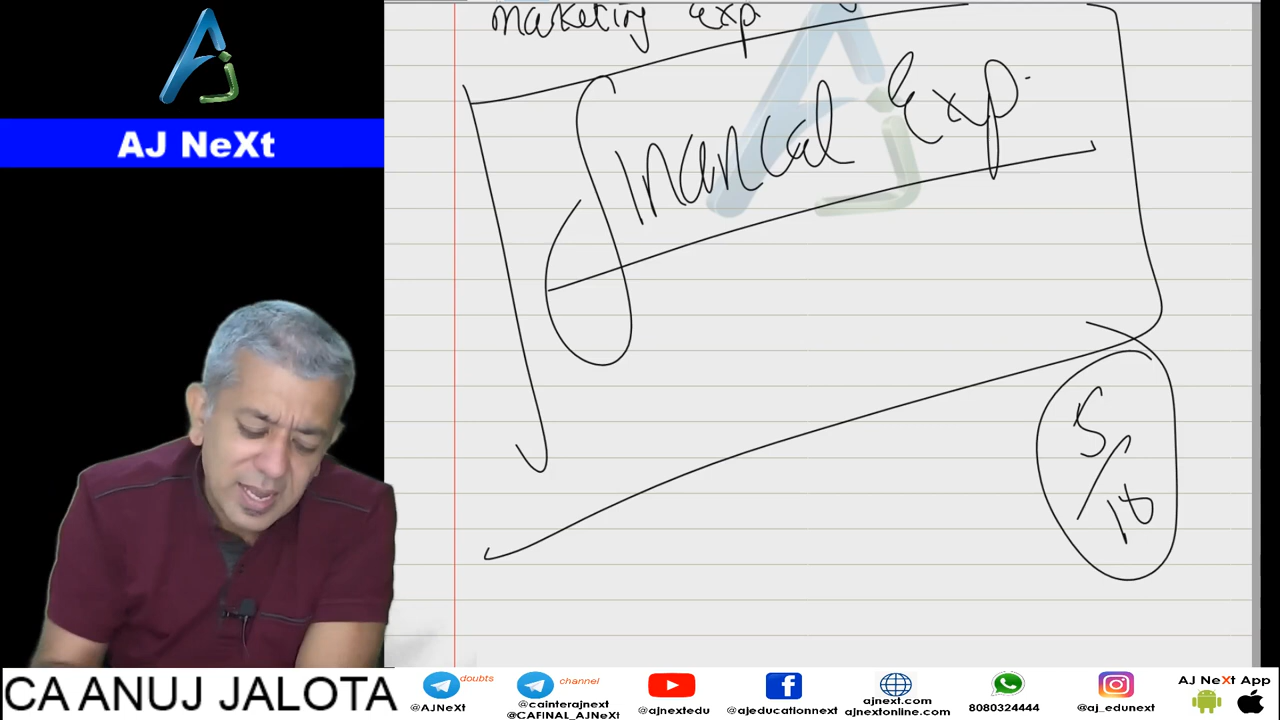 marketing exp
AJ NeXt
Financal Exp.
5/10
CA ANUJ JALOTA
doubts
@AJNeXt
channel
@cainterajnext
@CAFINAL_AJNeXt
@ajnextedu
@ajeducationnext
ajnext.com
ajnextonline.com
8080324444
@aj_edunext
AJ NeXt App